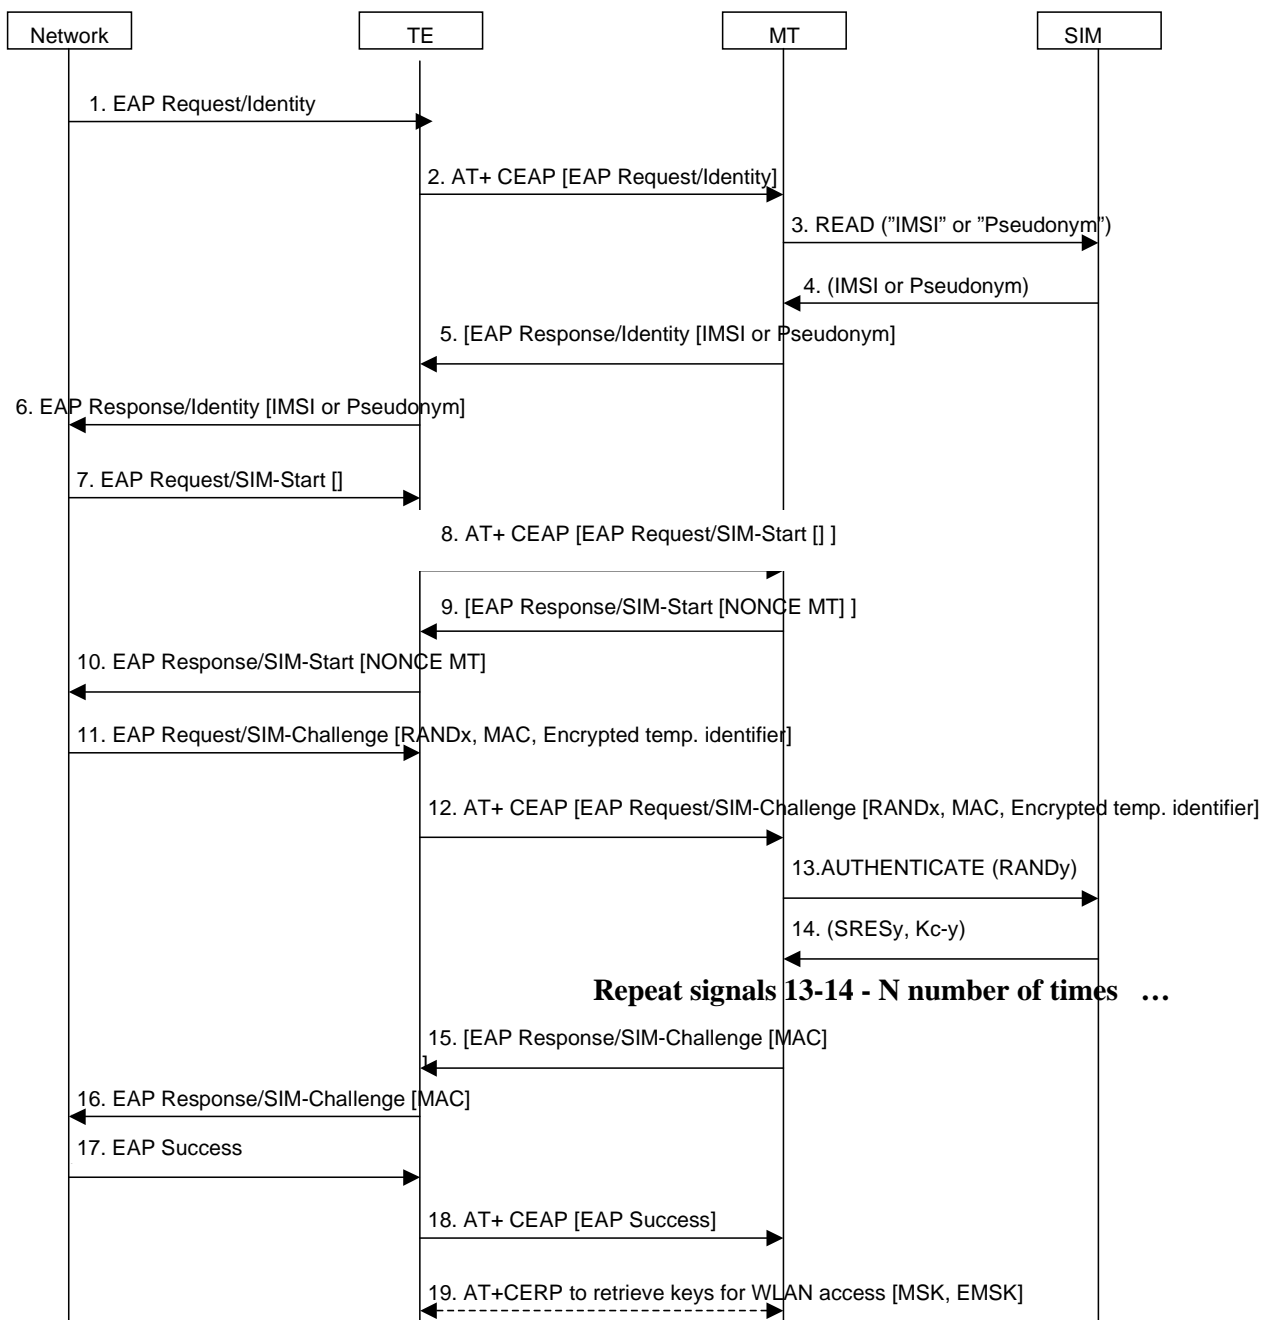 Network TE MT SIM
1. EAP Request/Identity
2. AT+ CEAP [EAP Request/Identity]
3. READ ("IMSI" or ”Pseudonym”)
4. (IMSI or Pseudonym)
5. [EAP Response/Identity [IMSI or Pseudonym]
6. EAP Response/Identity [IMSI or Pseudonym]
7. EAP Request/SIM-Start []
8. AT+ CEAP [EAP Request/SIM-Start [] ]
9. [EAP Response/SIM-Start [NONCE MT] ]
10. EAP Response/SIM-Start [NONCE MT]
11. EAP Request/SIM-Challenge [RANDx, MAC, Encrypted temp. identifier]
12. AT+ CEAP [EAP Request/SIM-Challenge [RANDx, MAC, Encrypted temp. identifier]
13.AUTHENTICATE (RANDy)
14. (SRESy, Kc-y)
Repeat signals 13-14 - N number of times …
15. [EAP Response/SIM-Challenge [MAC]
]
16. EAP Response/SIM-Challenge [MAC]
17. EAP Success
18. AT+ CEAP [EAP Success]
19. AT+CERP to retrieve keys for WLAN access [MSK, EMSK]